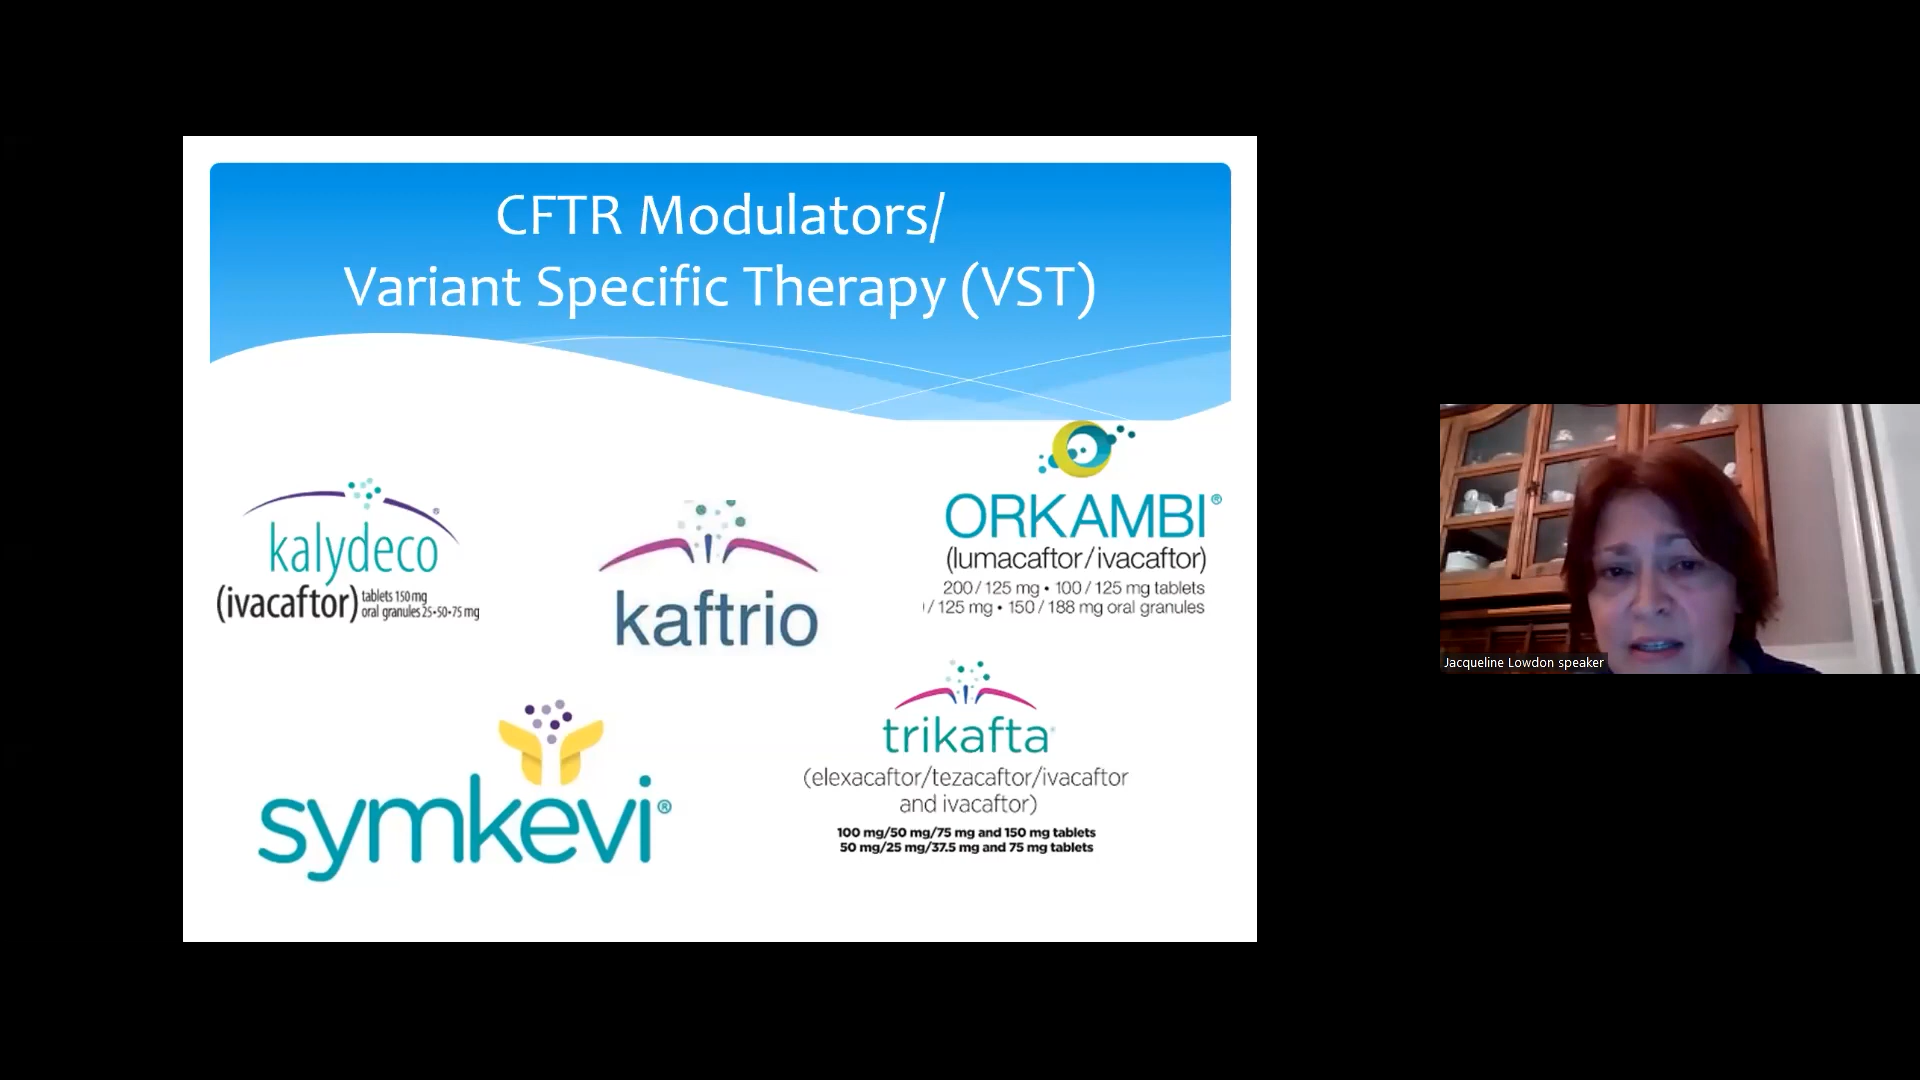 CFTR Modulators/
Variant Specific Therapy (VST)
kalydeco®
(ivacaftor) tablets 150 mg
oral granules 25•50•75 mg
kaftrio
ORKAMBI®
(lumacaftor/ivacaftor)
200/125 mg • 100/125 mg tablets
/125 mg • 150/188 mg oral granules
symkevi®
trikafta
(elexacaftor/tezacaftor/ivacaftor
and ivacaftor)
100 mg/50 mg/75 mg and 150 mg tablets
50 mg/25 mg/37.5 mg and 75 mg tablets
Jacqueline Lowdon speaker